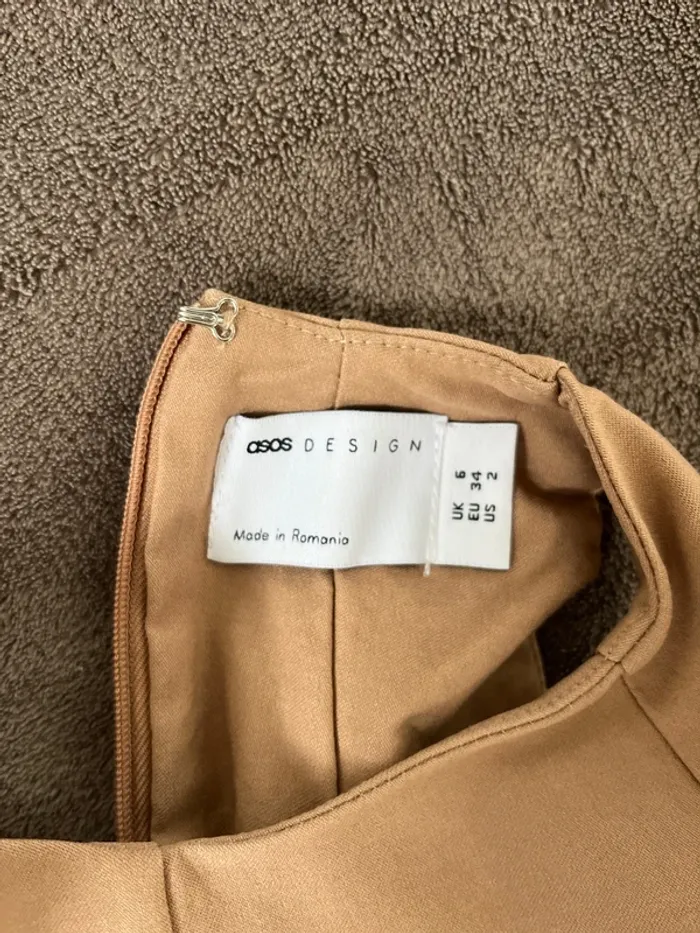 asos DESIGN
Made in Romania
UK 6
EU 34
US 2